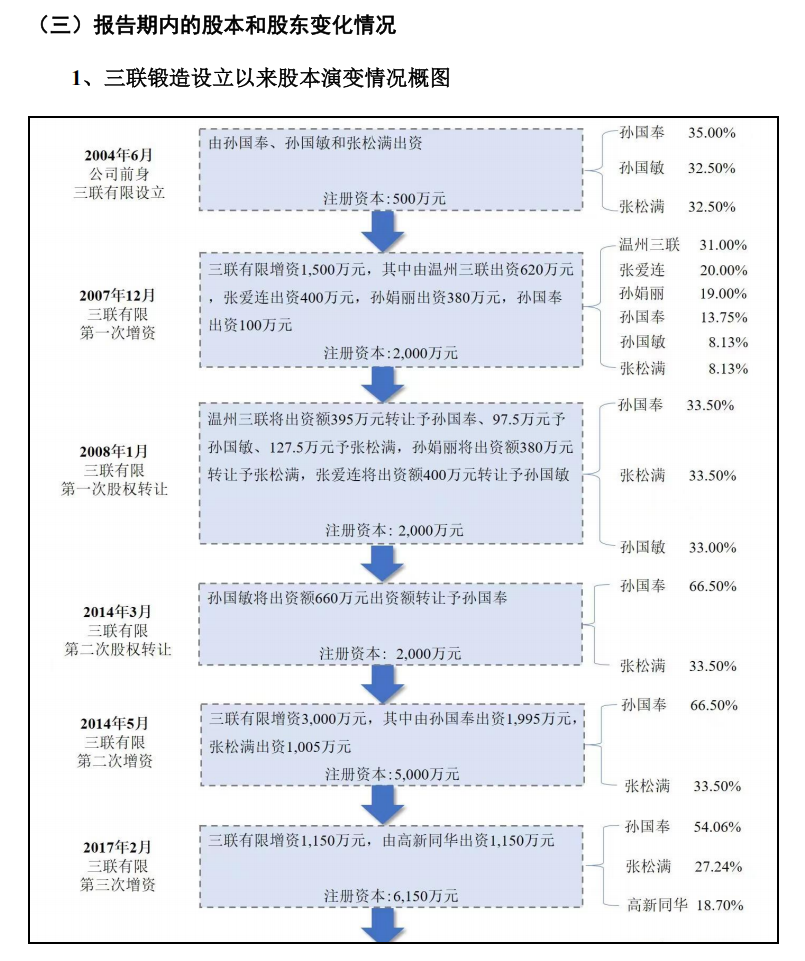 （三）报告期内的股本和股东变化情况
1、三联锻造设立以来股本演变情况概图
2004年6月
公司前身
三联有限设立
由孙国奉、孙国敏和张松满出资
注册资本:500万元
孙国奉 35.00%
孙国敏 32.50%
张松满 32.50%
2007年12月
三联有限
第一次增资
三联有限增资1,500万元，其中由温州三联出资620万元
，张爱连出资400万元，孙娟丽出资380万元，孙国奉
出资100万元
注册资本:2,000万元
温州三联 31.00%
张爱连 20.00%
孙娟丽 19.00%
孙国奉 13.75%
孙国敏 8.13%
张松满 8.13%
2008年1月
三联有限
第一次股权转让
温州三联将出资额395万元转让予孙国奉、97.5万元予
孙国敏、127.5万元予张松满，孙娟丽将出资额380万元
转让予张松满，张爱连将出资额400万元转让予孙国敏
注册资本: 2,000万元
孙国奉 33.50%
张松满 33.50%
孙国敏 33.00%
2014年3月
三联有限
第二次股权转让
孙国敏将出资额660万元出资额转让予孙国奉
注册资本: 2,000万元
孙国奉 66.50%
张松满 33.50%
2014年5月
三联有限
第二次增资
三联有限增资3,000万元，其中由孙国奉出资1,995万元，
张松满出资1,005万元
注册资本:5,000万元
孙国奉 66.50%
张松满 33.50%
2017年2月
三联有限
第三次增资
三联有限增资1,150万元，由高新同华出资1,150万元
注册资本:6,150万元
孙国奉 54.06%
张松满 27.24%
高新同华 18.70%